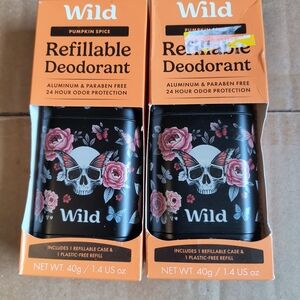 Wild
PUMPKIN SPICE
Refillable
Deodorant
ALUMINUM & PARABEN FREE
24 HOUR ODOR PROTECTION
Wild
INCLUDES 1 REFILLABLE CASE &
1 PLASTIC-FREE REFILL
NET WT. 40g / 1.4 US oz
Wild
PUMPKIN SPICE
Refillable
Deodorant
ALUMINUM & PARABEN FREE
24 HOUR ODOR PROTECTION
Wild
INCLUDES 1 REFILLABLE CASE &
1 PLASTIC-FREE REFILL
NET WT. 40g / 1.4 US oz